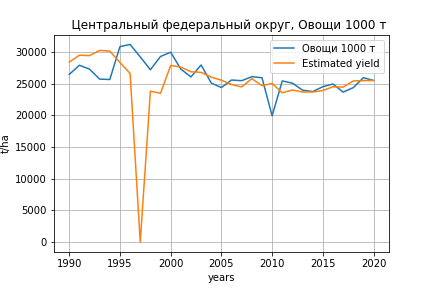 Центральный федеральный округ, Овощи 1000 т
Овощи 1000 т
Estimated yield
t/ha
30000
25000
20000
15000
10000
5000
0
1990 1995 2000 2005 2010 2015 2020
years